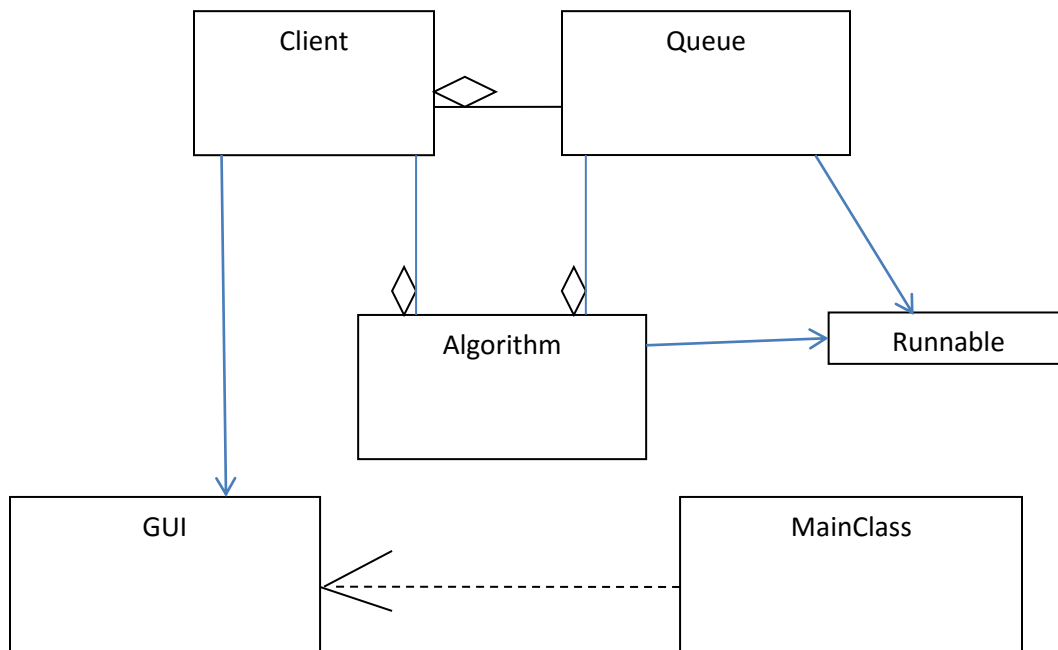 Client
Queue
Algorithm
Runnable
GUI
MainClass